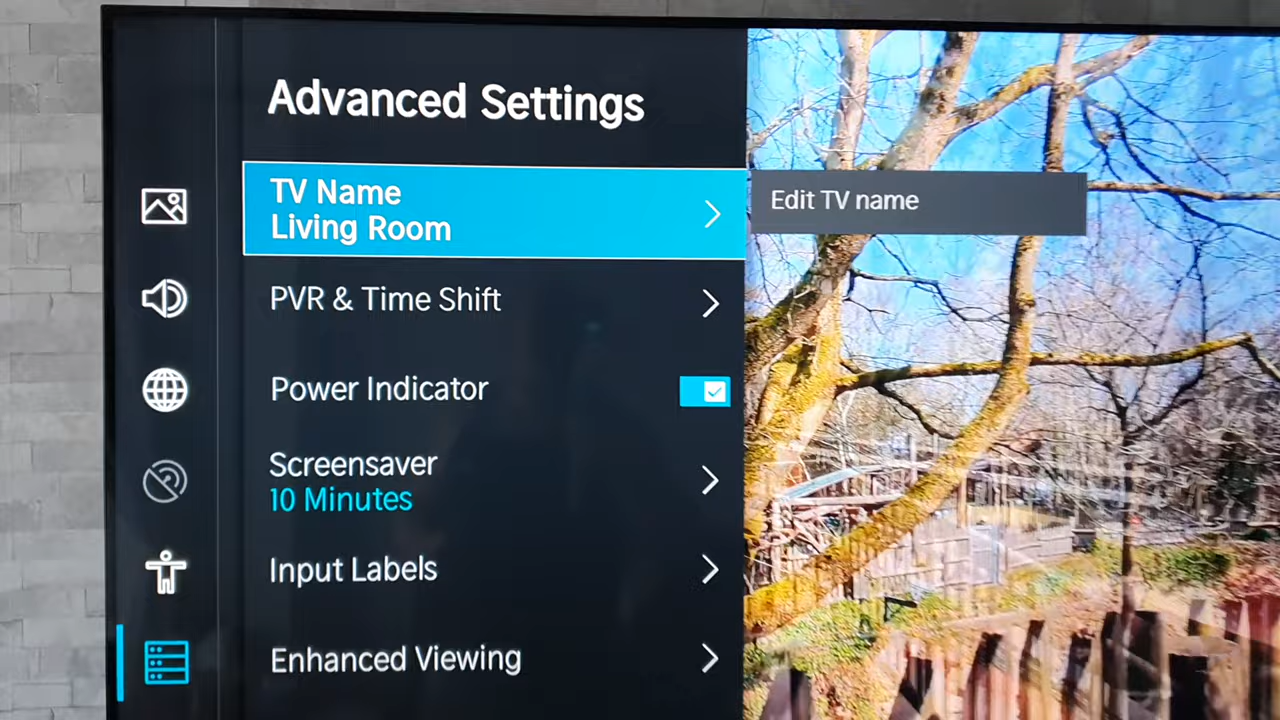 Advanced Settings
TV Name
Living Room
Edit TV name
PVR & Time Shift
Power Indicator
Screensaver
10 Minutes
Input Labels
Enhanced Viewing